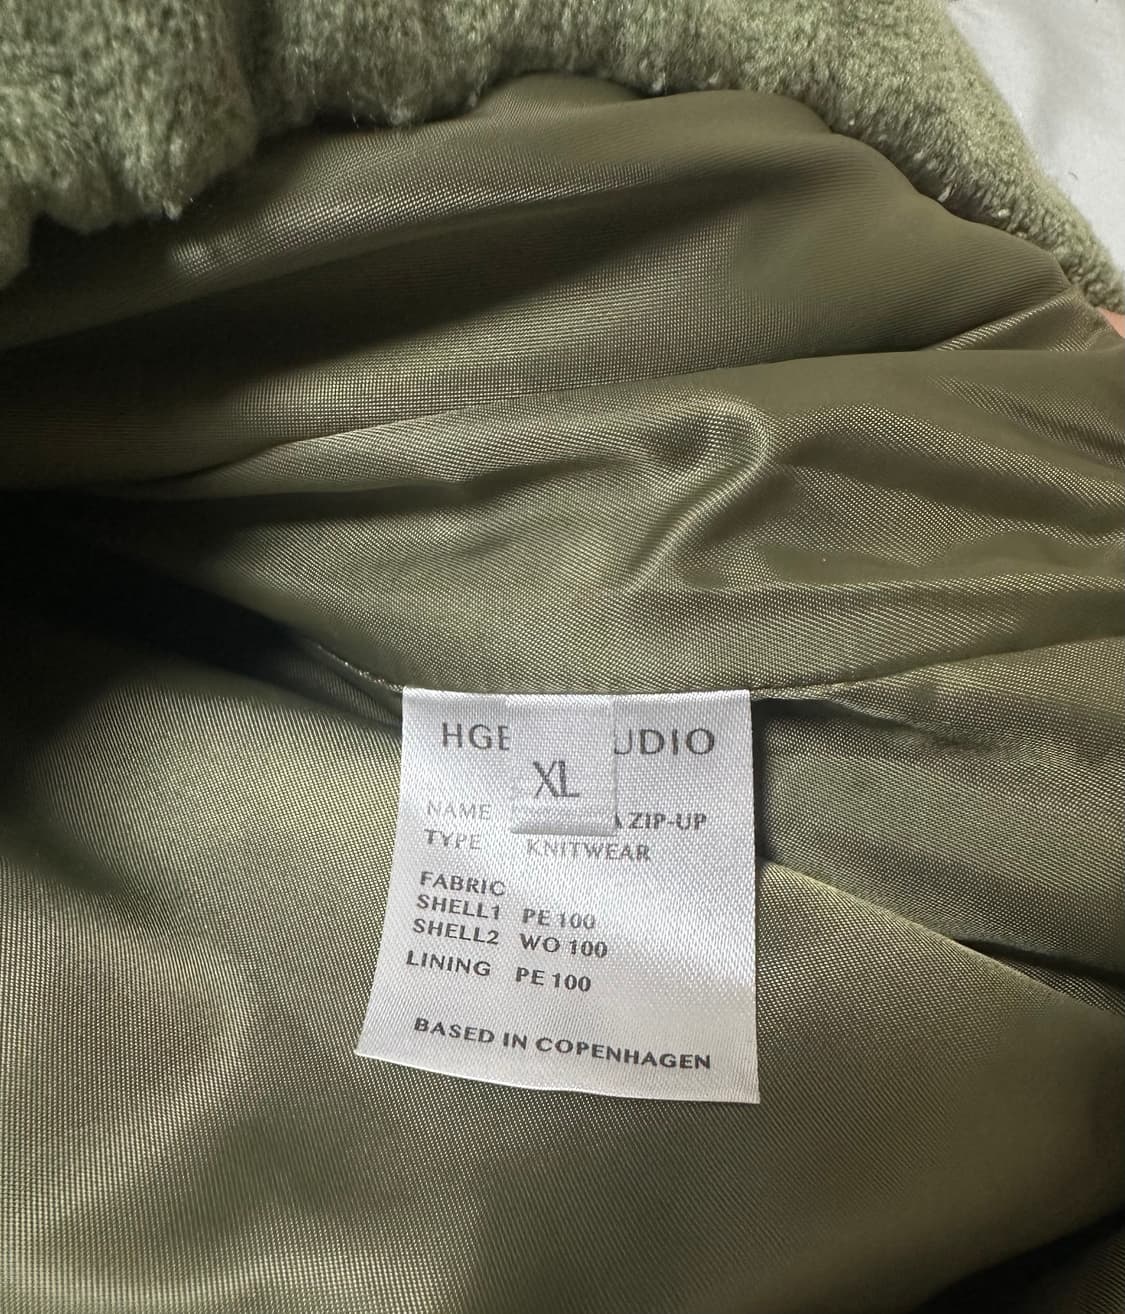 HGE UDIO
XL
NAME ZIP-UP
TYPE KNITWEAR
FABRIC
SHELL1 PE 100
SHELL2 WO 100
LINING PE 100
BASED IN COPENHAGEN